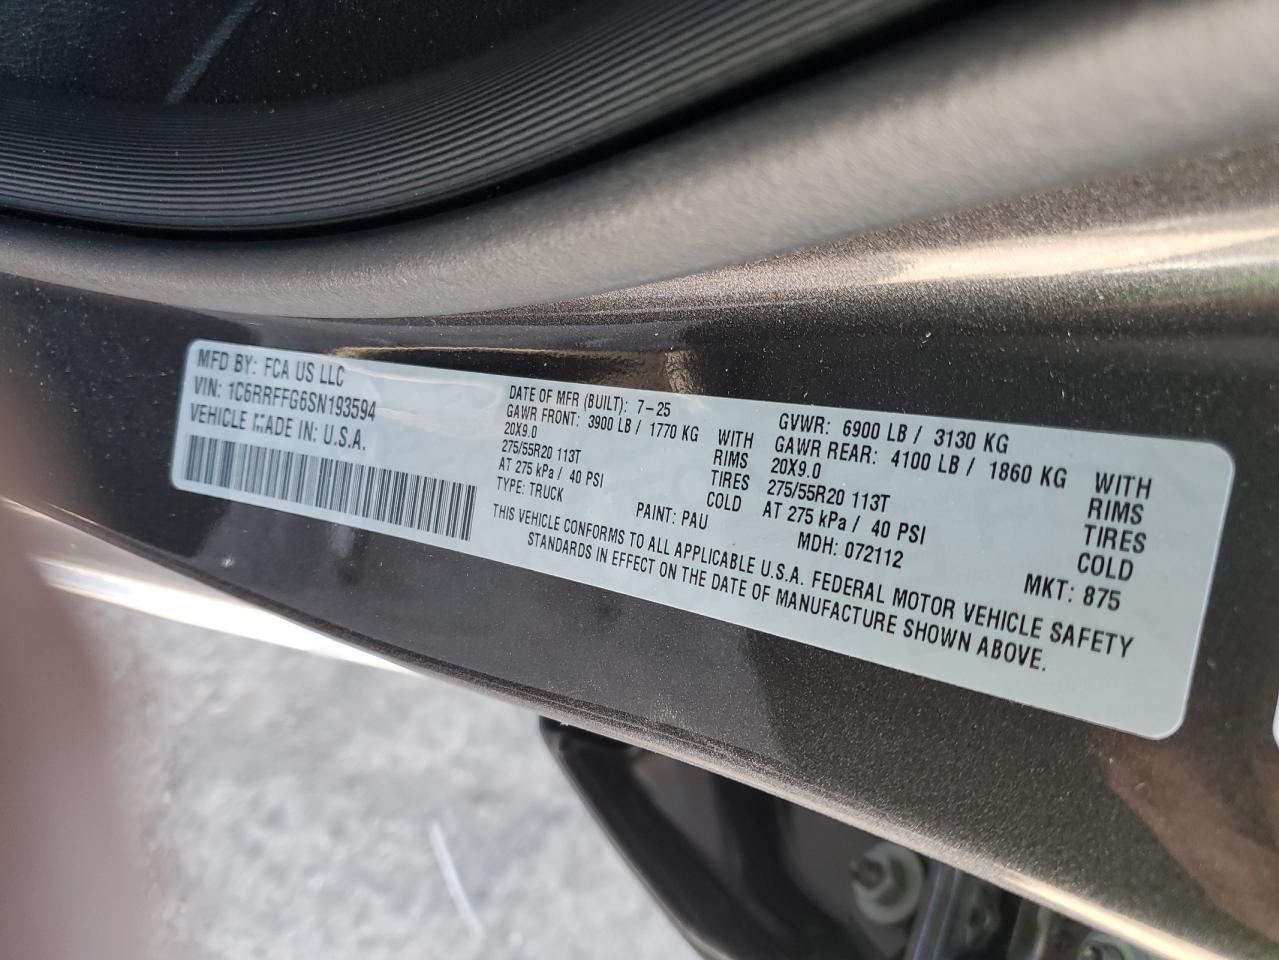 MFD BY: FCA US LLC
VIN: 1C6RRFFG6SN193594
VEHICLE MADE IN: U.S.A.
DATE OF MFR (BUILT): 7-25
GAWR FRONT: 3900 LB / 1770 KG WITH
20X9.0 RIMS
275/55R20 113T TIRES
AT 275 kPa / 40 PSI COLD
TYPE: TRUCK
PAINT: PAU
GVWR: 6900 LB / 3130 KG
GAWR REAR: 4100 LB / 1860 KG WITH
20X9.0 RIMS
275/55R20 113T TIRES
AT 275 kPa / 40 PSI COLD
MDH: 072112
MKT: 875
THIS VEHICLE CONFORMS TO ALL APPLICABLE U.S.A. FEDERAL MOTOR VEHICLE SAFETY
STANDARDS IN EFFECT ON THE DATE OF MANUFACTURE SHOWN ABOVE.